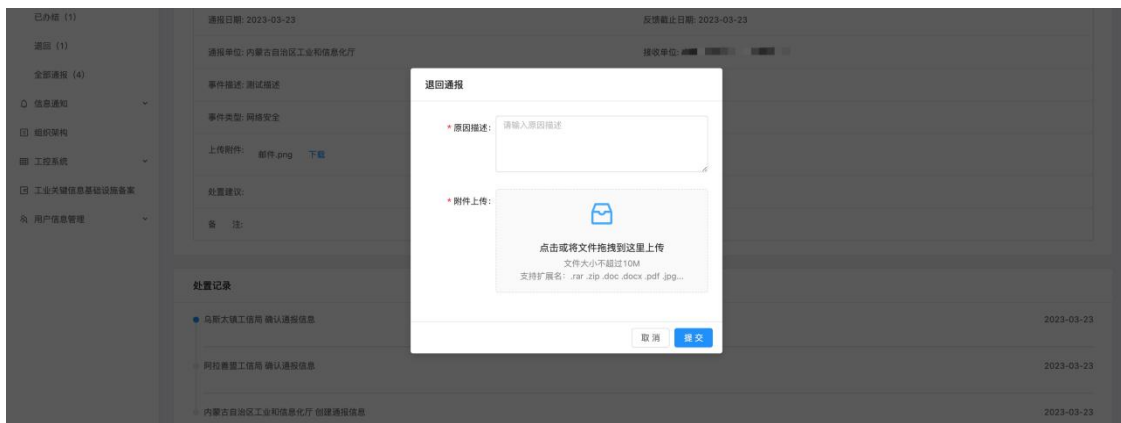 已办结 (1)
退回 (1)
全部通报 (4)
信息通知
组织架构
工控系统
工业关键信息基础设施备案
用户信息管理
通报日期: 2023-03-23
反馈截止日期: 2023-03-23
通报单位: 内蒙古自治区工业和信息化厅
接收单位:
事件描述: 测试描述
事件类型: 网络安全
上传附件: 邮件.png 下载
处置建议:
备 注:
退回通报
* 原因描述: 请输入原因描述
* 附件上传:
点击或将文件拖拽到这里上传
文件大小不超过10M
支持扩展名: .rar .zip .doc .docx .pdf .jpg...
取 消 提 交
处置记录
乌斯太镇工信局 确认通报信息 2023-03-23
阿拉善盟工信局 确认通报信息 2023-03-23
内蒙古自治区工业和信息化厅 创建通报信息 2023-03-23